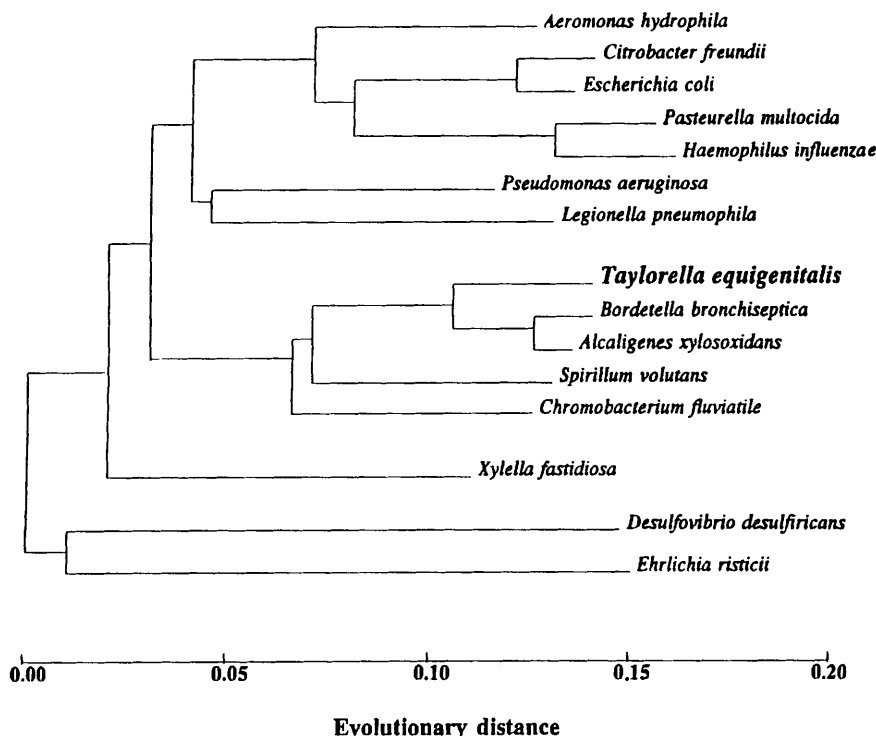 Aeromonas hydrophila
Citrobacter freundii
Escherichia coli
Pasteurella multocida
Haemophilus influenzae
Pseudomonas aeruginosa
Legionella pneumophila
Taylorella equigenitalis
Bordetella bronchiseptica
Alcaligenes xylosoxidans
Spirillum volutans
Chromobacterium fluviatile
Xylella fastidiosa
Desulfovibrio desulfiricans
Ehrlichia risticii
0.00 0.05 0.10 0.15 0.20
Evolutionary distance